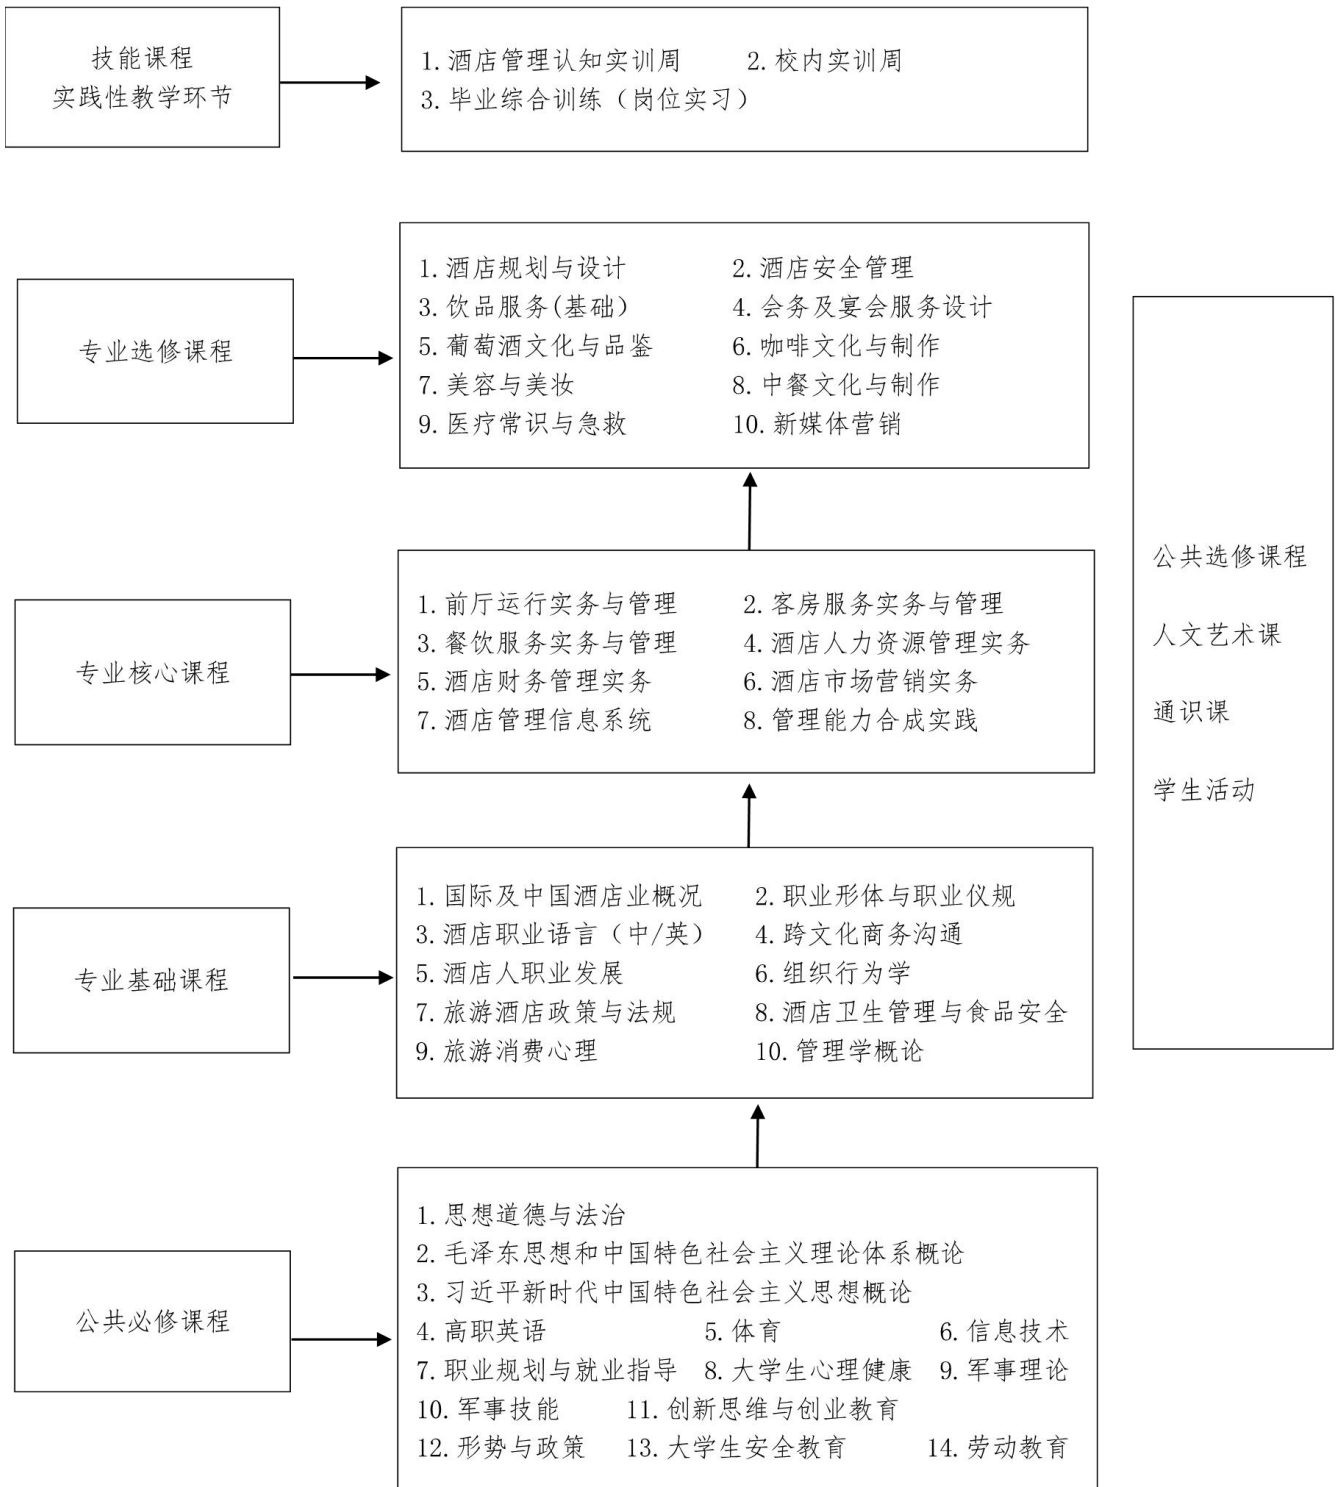 技能课程
实践性教学环节
1.酒店管理认知实训周 2.校内实训周
3.毕业综合训练（岗位实习）
专业选修课程
1.酒店规划与设计 2.酒店安全管理
3.饮品服务(基础） 4.会务及宴会服务设计
5.葡萄酒文化与品鉴 6.咖啡文化与制作
7.美容与美妆 8.中餐文化与制作
9.医疗常识与急救 10.新媒体营销
专业核心课程
1.前厅运行实务与管理 2.客房服务实务与管理
3.餐饮服务实务与管理 4.酒店人力资源管理实务
5.酒店财务管理实务 6.酒店市场营销实务
7.酒店管理信息系统 8.管理能力合成实践
专业基础课程
1.国际及中国酒店业概况 2.职业形体与职业仪规
3.酒店职业语言（中/英） 4.跨文化商务沟通
5.酒店人职业发展 6.组织行为学
7.旅游酒店政策与法规 8.酒店卫生管理与食品安全
9.旅游消费心理 10.管理学概论
公共必修课程
1.思想道德与法治
2.毛泽东思想和中国特色社会主义理论体系概论
3.习近平新时代中国特色社会主义思想概论
4.高职英语 5.体育 6.信息技术
7.职业规划与就业指导 8.大学生心理健康 9.军事理论
10.军事技能 11.创新思维与创业教育
12.形势与政策 13.大学生安全教育 14.劳动教育
公共选修课程
人文艺术课
通识课
学生活动